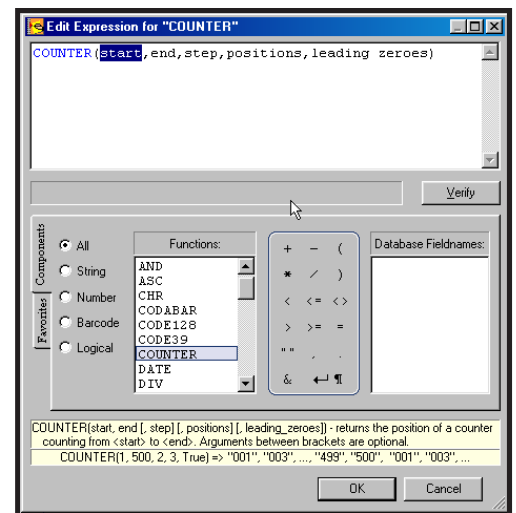 Edit Expression for "COUNTER"
COUNTER(start,end,step,positions,leading zeroes)
Verify
Components
Favorites
All
String
Number
Barcode
Logical
Functions:
AND
ASC
CHR
CODABAR
CODE128
CODE39
COUNTER
DATE
DIV
+ - (
* / )
< <= <>
> >= =
" " , .
& ↵ ¶
Database Fieldnames:
COUNTER(start, end [, step] [, positions] [, leading_zeroes]) - returns the position of a counter
counting from <start> to <end>. Arguments between brackets are optional.
COUNTER(1, 500, 2, 3, True) => "001", "003", ..., "499", "500", "001", "003", ...
OK
Cancel